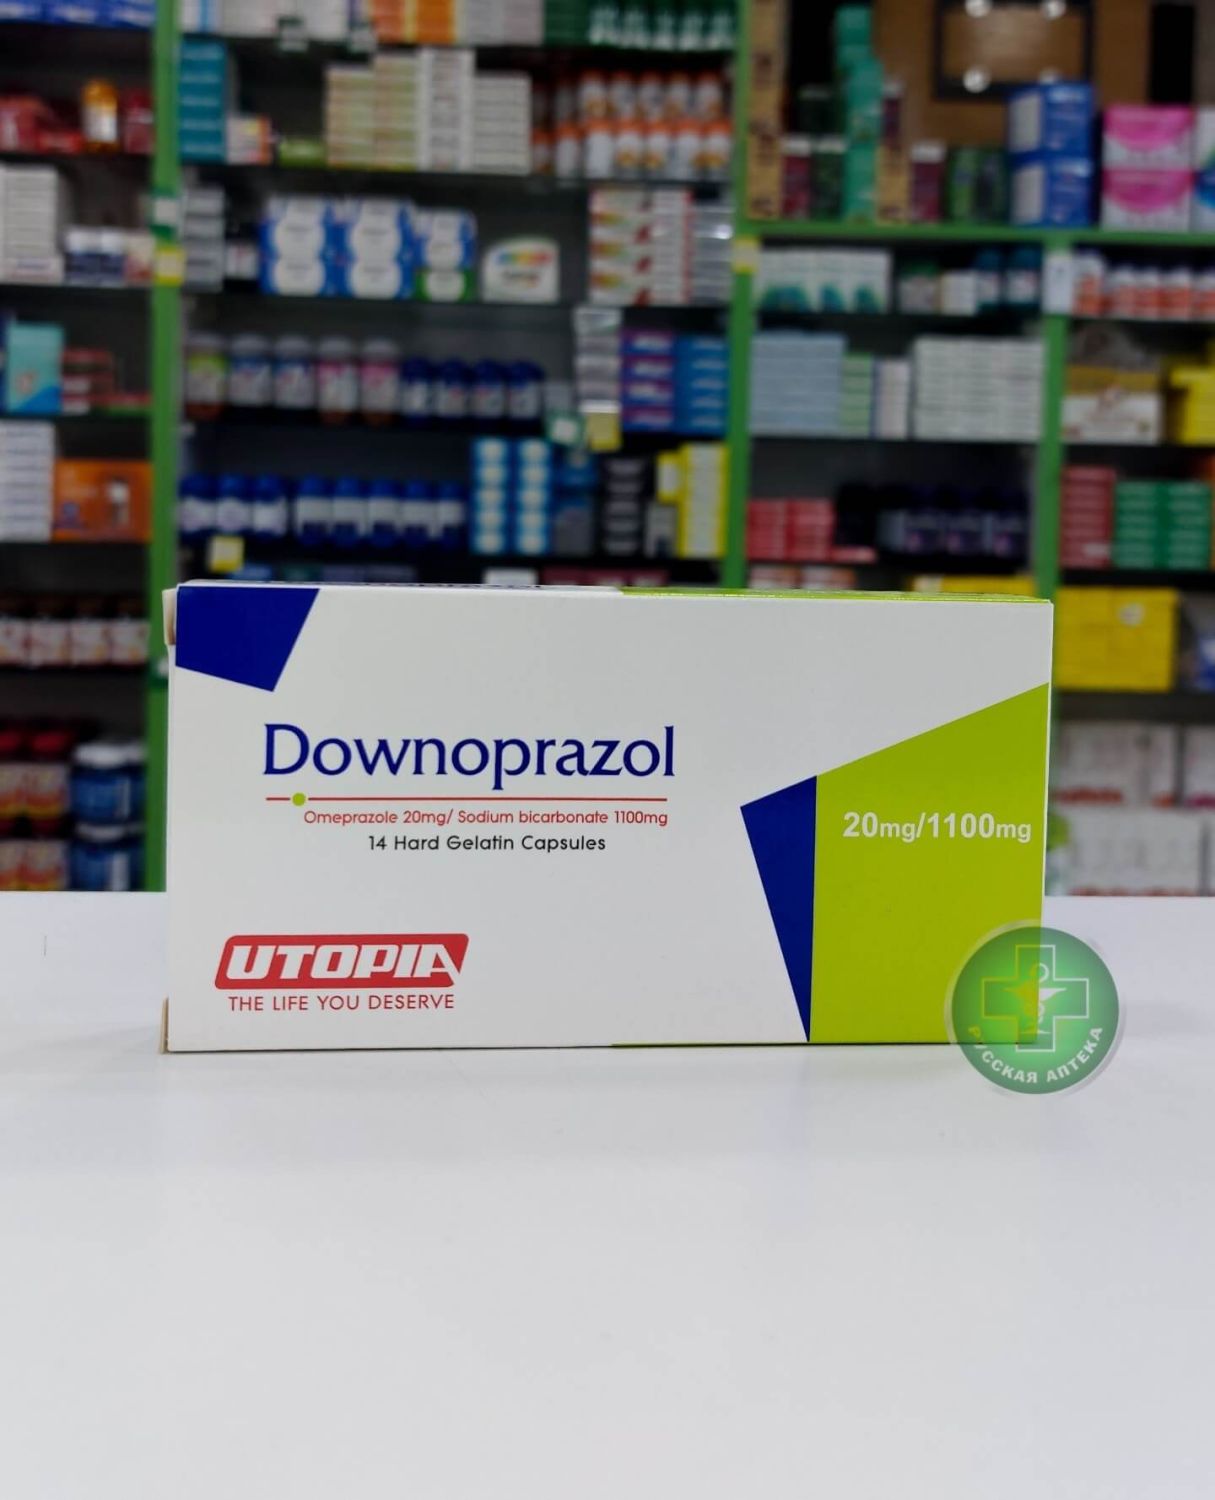 Downoprazol
Omeprazole 20mg/ Sodium bicarbonate 1100mg
14 Hard Gelatin Capsules
20mg/1100mg
UTOPIA
THE LIFE YOU DESERVE
РУССКАЯ АПТЕКА